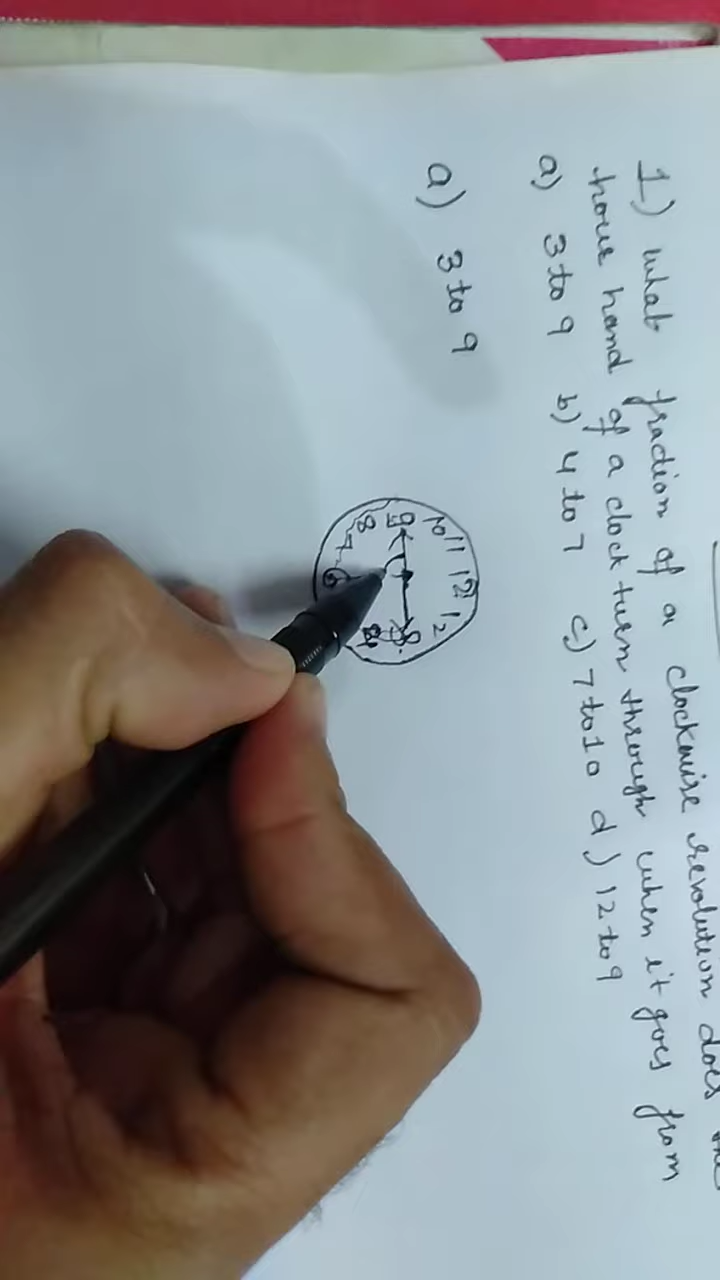 1.) What fraction of a clockwise revolution does the
hour hand of a clock turn through when it goes from
a) 3 to 9 b) 4 to 7 c) 7 to 10 d) 12 to 9
a) 3 to 9
10 11 12 1 2
9
8
7
6